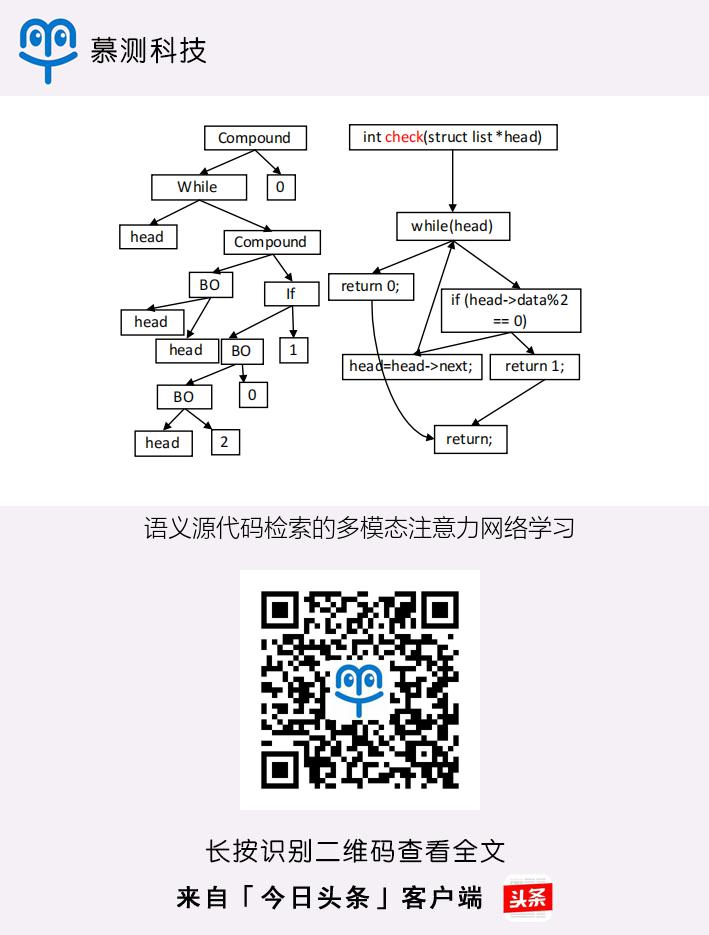 慕测科技
Compound
While
0
head
Compound
BO
If
head
head
BO
1
BO
0
head
2
int check(struct list *head)
while(head)
return 0;
if (head->data%2
== 0)
head=head->next;
return 1;
return;
语义源代码检索的多模态注意力网络学习
长按识别二维码查看全文
来自「今日头条」客户端
头条